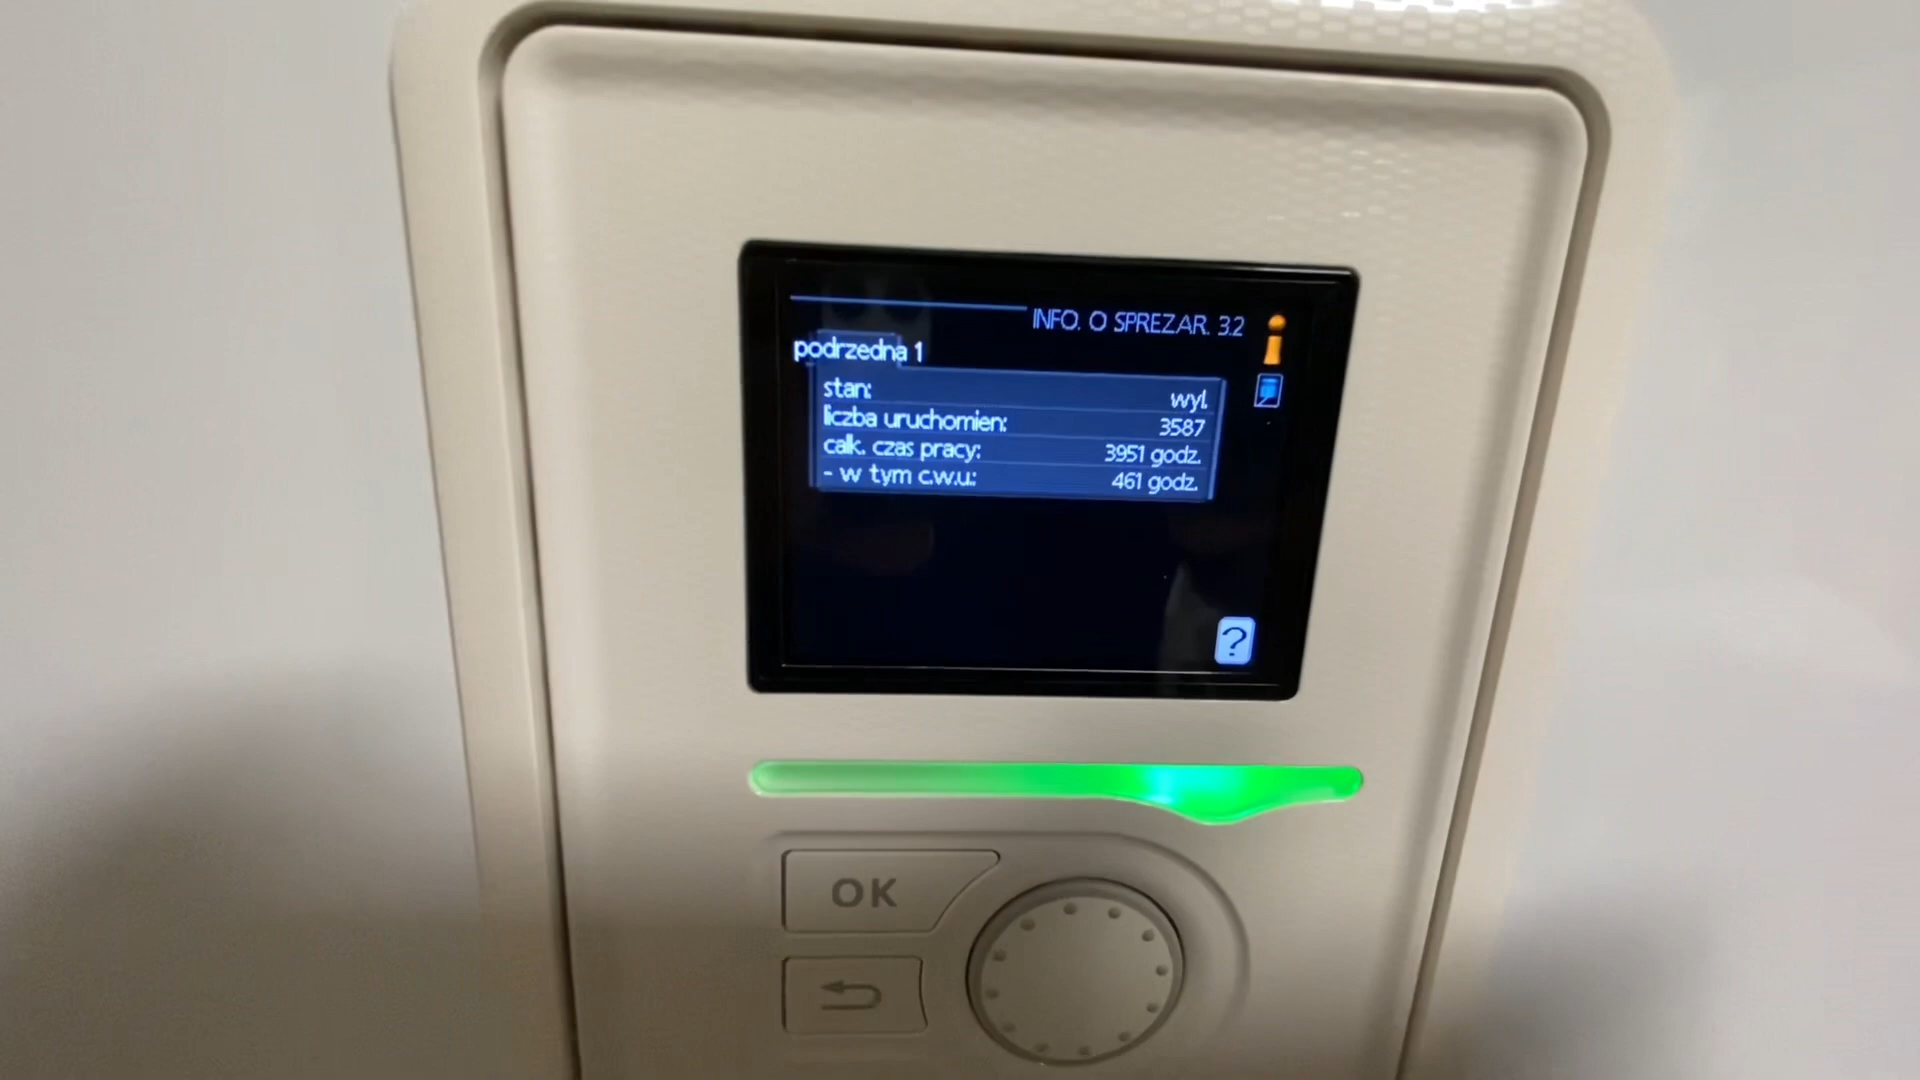 INFO. O SPREZAR. 3.2
podrzedna 1
stan: wyl.
liczba uruchomien: 3587
calk. czas pracy: 3951 godz.
- w tym c.w.u.: 461 godz.
?
OK